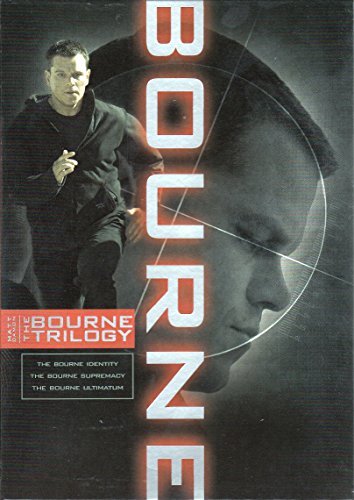 BOURNE
MATT DAMON
THE BOURNE TRILOGY
THE BOURNE IDENTITY
THE BOURNE SUPREMACY
THE BOURNE ULTIMATUM